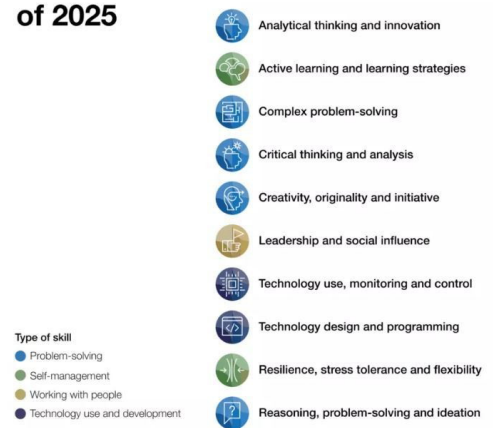 of 2025
Analytical thinking and innovation
Active learning and learning strategies
Complex problem-solving
Critical thinking and analysis
Creativity, originality and initiative
Leadership and social influence
Technology use, monitoring and control
Technology design and programming
Resilience, stress tolerance and flexibility
Reasoning, problem-solving and ideation
Type of skill
Problem-solving
Self-management
Working with people
Technology use and development